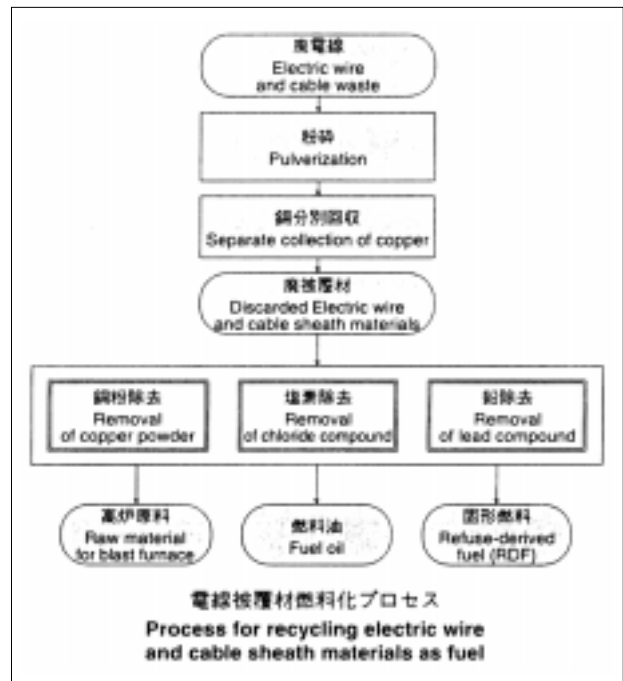 廃電線
Electric wire
and cable waste
粉砕
Pulverization
銅分別回収
Separate collection of copper
廃被覆材
Discarded Electric wire
and cable sheath materials
銅粉除去
Removal
of copper powder
塩素除去
Removal
of chloride compound
鉛除去
Removal
of lead compound
高炉原料
Raw material
for blast furnace
燃料油
Fuel oil
固形燃料
Refuse-derived
fuel (RDF)
電線被覆材燃料化プロセス
Process for recycling electric wire
and cable sheath materials as fuel